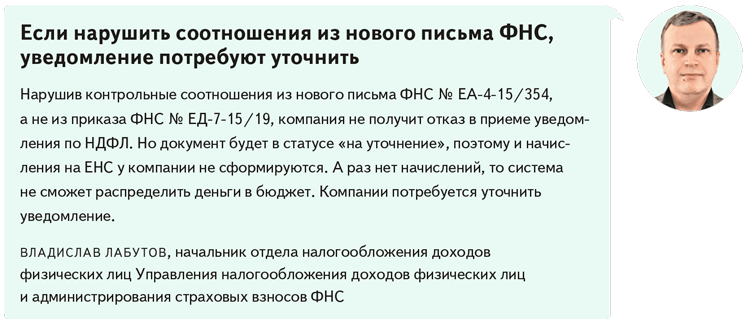 Если нарушить соотношения из нового письма ФНС,
уведомление потребуют уточнить
Нарушив контрольные соотношения из нового письма ФНС № ЕА-4-15/354,
а не из приказа ФНС № ЕД-7-15/19, компания не получит отказ в приеме уведом-
ления по НДФЛ. Но документ будет в статусе «на уточнение», поэтому и начис-
ления на ЕНС у компании не сформируются. А раз нет начислений, то система
не сможет распределить деньги в бюджет. Компании потребуется уточнить
уведомление.
ВЛАДИСЛАВ ЛАБУТОВ, начальник отдела налогообложения доходов
физических лиц Управления налогообложения доходов физических лиц
и администрирования страховых взносов ФНС